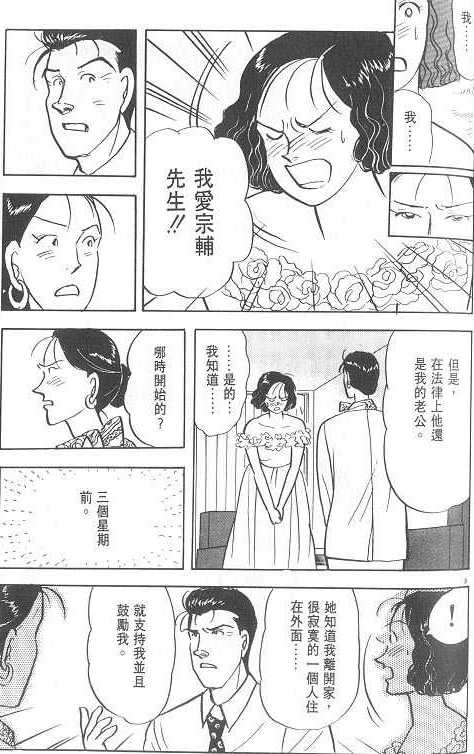 我⋯
我⋯⋯
我愛宗輔
先生!!
但是，
在法律上他還
是我的老公。
⋯⋯是的⋯
我知道⋯⋯
哪時開始的？
三個星期
前。
！
她知道我離開家，
很寂寞的一個人住
在外面⋯⋯
就支持我並且
鼓勵我。